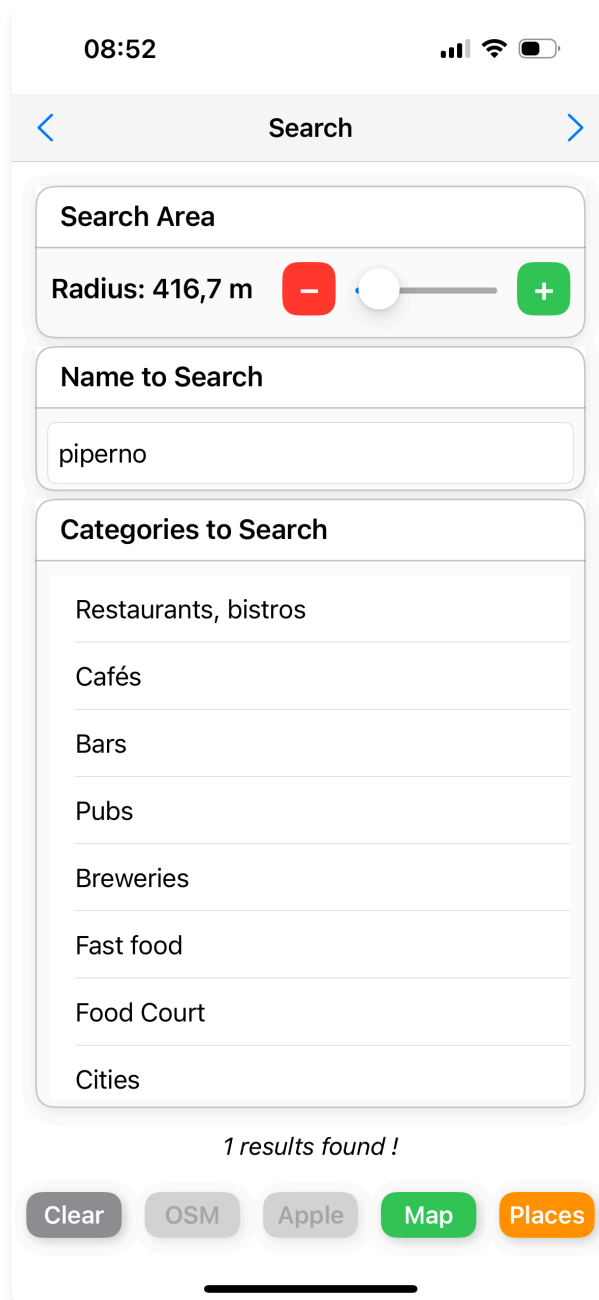 08:52
Search
Search Area
Radius: 416,7 m
Name to Search
piperno
Categories to Search
Restaurants, bistros
Cafés
Bars
Pubs
Breweries
Fast food
Food Court
Cities
1 results found !
Clear OSM Apple Map Places